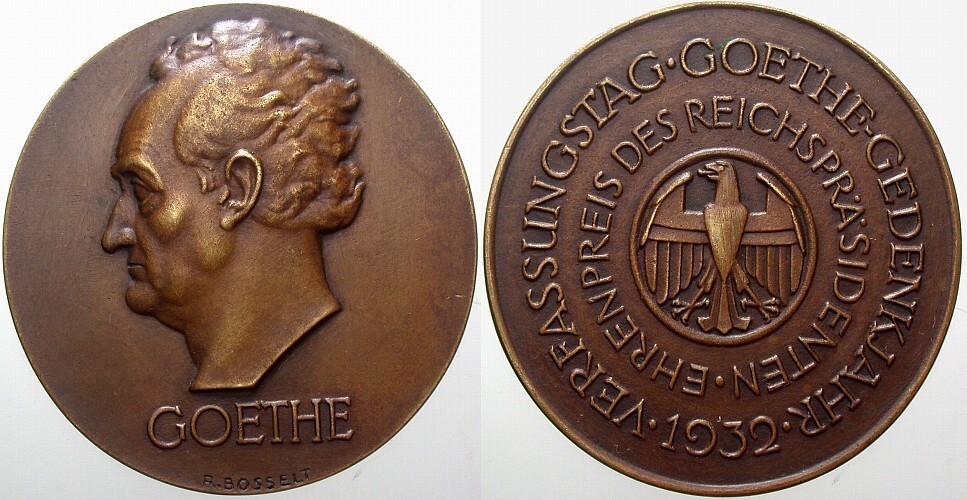 GOETHE
R. BOSSELT
VERFASSUNGSTAG · GOETHE-GEDENKJAHR · 1932 ·
EHRENPREIS DES REICHSPRÄSIDENTEN ·